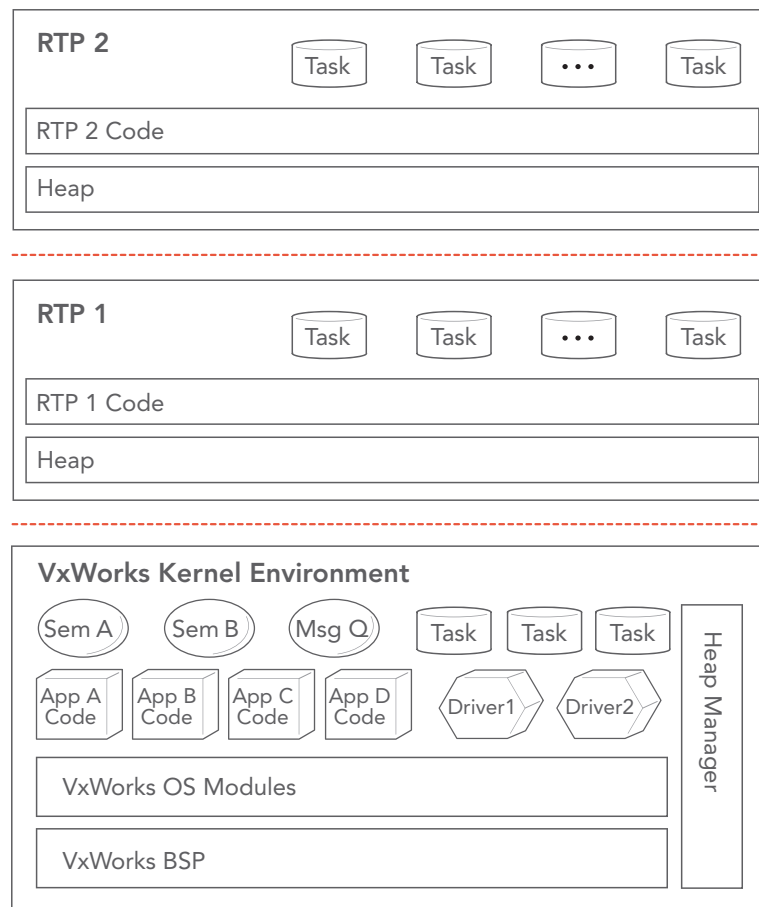 RTP 2
Task Task ••• Task
RTP 2 Code
Heap
RTP 1
Task Task ••• Task
RTP 1 Code
Heap
VxWorks Kernel Environment
Sem A Sem B Msg Q Task Task Task
App A Code
App B Code
App C Code
App D Code
Driver1 Driver2
Heap Manager
VxWorks OS Modules
VxWorks BSP